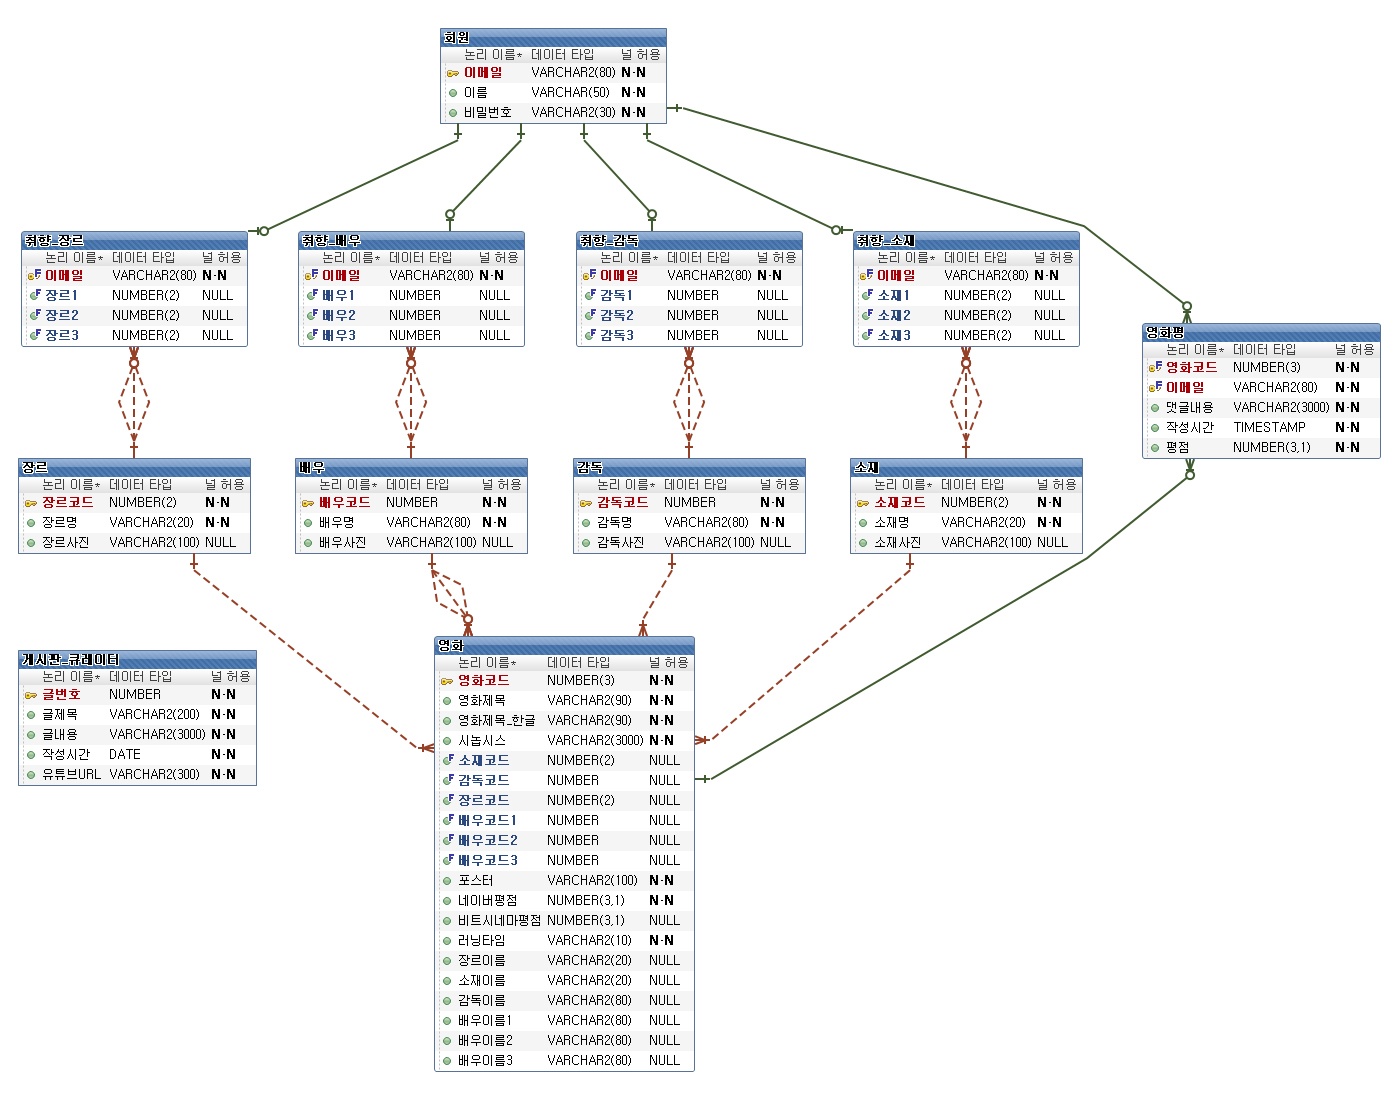 회원
논리 이름* 데이터 타입 널 허용
이메일 VARCHAR2(80) N-N
이름 VARCHAR(50) N-N
비밀번호 VARCHAR2(30) N-N
취향_장르
논리 이름* 데이터 타입 널 허용
이메일 VARCHAR2(80) N-N
장르1 NUMBER(2) NULL
장르2 NUMBER(2) NULL
장르3 NUMBER(2) NULL
취향_배우
논리 이름* 데이터 타입 널 허용
이메일 VARCHAR2(80) N-N
배우1 NUMBER NULL
배우2 NUMBER NULL
배우3 NUMBER NULL
취향_감독
논리 이름* 데이터 타입 널 허용
이메일 VARCHAR2(80) N-N
감독1 NUMBER NULL
감독2 NUMBER NULL
감독3 NUMBER NULL
취향_소재
논리 이름* 데이터 타입 널 허용
이메일 VARCHAR2(80) N-N
소재1 NUMBER(2) NULL
소재2 NUMBER(2) NULL
소재3 NUMBER(2) NULL
영화평
논리 이름* 데이터 타입 널 허용
영화코드 NUMBER(3) N-N
이메일 VARCHAR2(80) N-N
댓글내용 VARCHAR2(3000) N-N
작성시간 TIMESTAMP N-N
평점 NUMBER(3,1) N-N
장르
논리 이름* 데이터 타입 널 허용
장르코드 NUMBER(2) N-N
장르명 VARCHAR2(20) N-N
장르사진 VARCHAR2(100) NULL
배우
논리 이름* 데이터 타입 널 허용
배우코드 NUMBER N-N
배우명 VARCHAR2(80) N-N
배우사진 VARCHAR2(100) NULL
감독
논리 이름* 데이터 타입 널 허용
감독코드 NUMBER N-N
감독명 VARCHAR2(80) N-N
감독사진 VARCHAR2(100) NULL
소재
논리 이름* 데이터 타입 널 허용
소재코드 NUMBER(2) N-N
소재명 VARCHAR2(20) N-N
소재사진 VARCHAR2(100) NULL
게시판_큐레이터
논리 이름* 데이터 타입 널 허용
글번호 NUMBER N-N
글제목 VARCHAR2(200) N-N
글내용 VARCHAR2(3000) N-N
작성시간 DATE N-N
유튜브URL VARCHAR2(300) N-N
영화
논리 이름* 데이터 타입 널 허용
영화코드 NUMBER(3) N-N
영화제목 VARCHAR2(90) N-N
영화제목_한글 VARCHAR2(90) N-N
시놉시스 VARCHAR2(3000) N-N
소재코드 NUMBER(2) NULL
감독코드 NUMBER NULL
장르코드 NUMBER(2) NULL
배우코드1 NUMBER NULL
배우코드2 NUMBER NULL
배우코드3 NUMBER NULL
포스터 VARCHAR2(100) N-N
네이버평점 NUMBER(3,1) N-N
비트시네마평점 NUMBER(3,1) NULL
러닝타임 VARCHAR2(10) N-N
장르이름 VARCHAR2(20) NULL
소재이름 VARCHAR2(20) NULL
감독이름 VARCHAR2(80) NULL
배우이름1 VARCHAR2(80) NULL
배우이름2 VARCHAR2(80) NULL
배우이름3 VARCHAR2(80) NULL